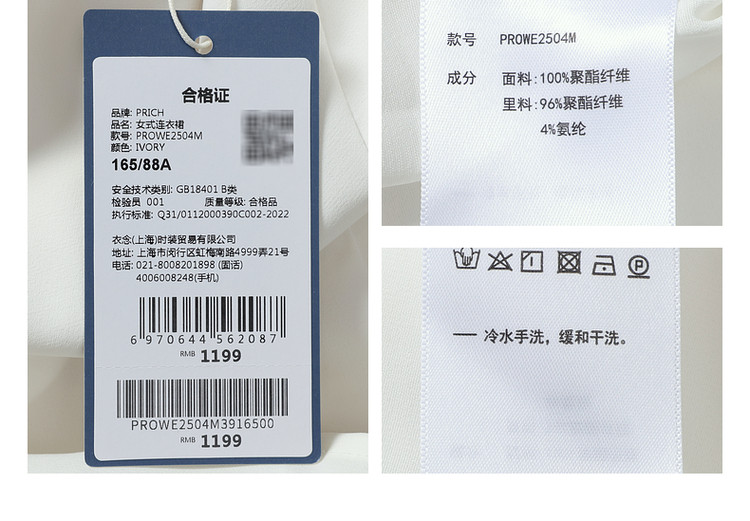 合格证
品牌: PRICH
品名: 女式连衣裙
款号: PROWE2504M
颜色: IVORY
165/88A
安全技术类别: GB18401 B类
检验员 001 质量等级: 合格品
执行标准: Q31/0112000390C002-2022
衣念(上海)时装贸易有限公司
地址: 上海市闵行区虹梅南路4999弄21号
电话: 021-8008201898 (固话)
4006008248(手机)
6 970644 562087
RMB 1199
PROWE2504M3916500
RMB 1199
款号 PROWE2504M
成分 面料: 100%聚酯纤维
里料: 96%聚酯纤维
4%氨纶
P
— 冷水手洗，缓和干洗。